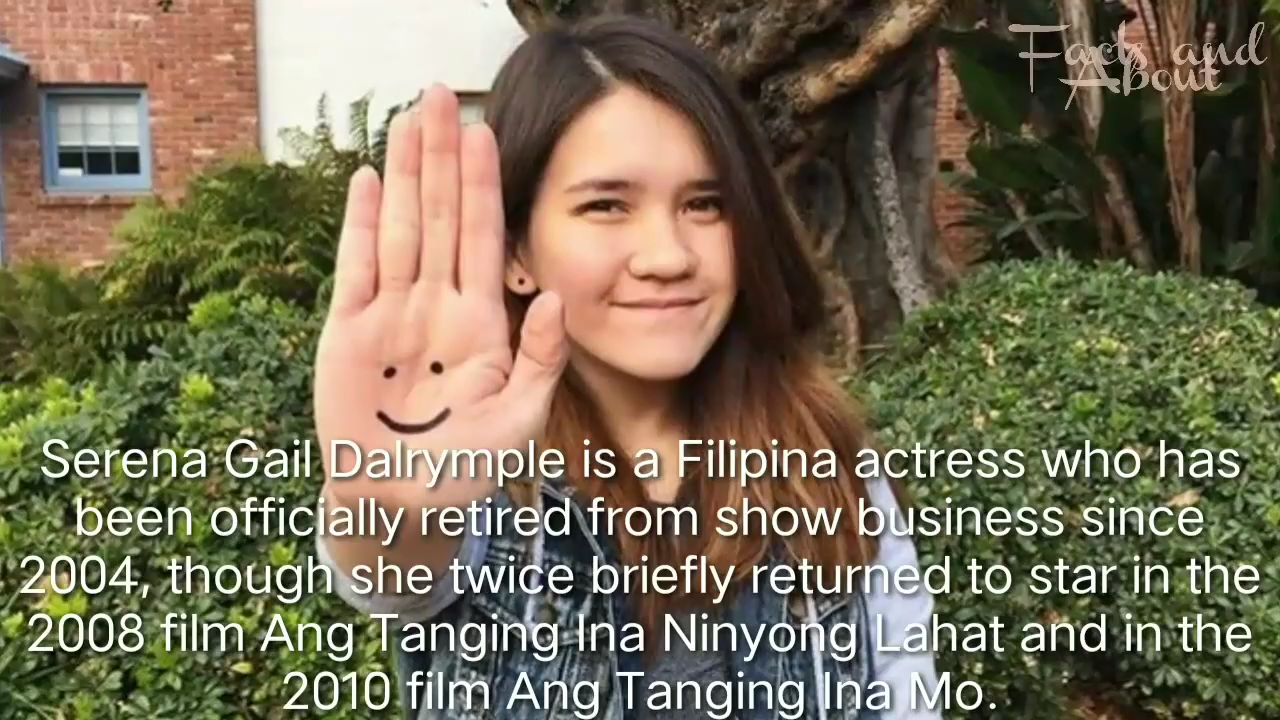 Facts and
About
Serena Gail Dalrymple is a Filipina actress who has
been officially retired from show business since
2004, though she twice briefly returned to star in the
2008 film Ang Tanging Ina Ninyong Lahat and in the
2010 film Ang Tanging Ina Mo.